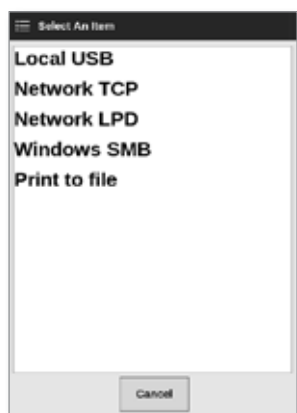 Select An Item
Local USB
Network TCP
Network LPD
Windows SMB
Print to file
Cancel